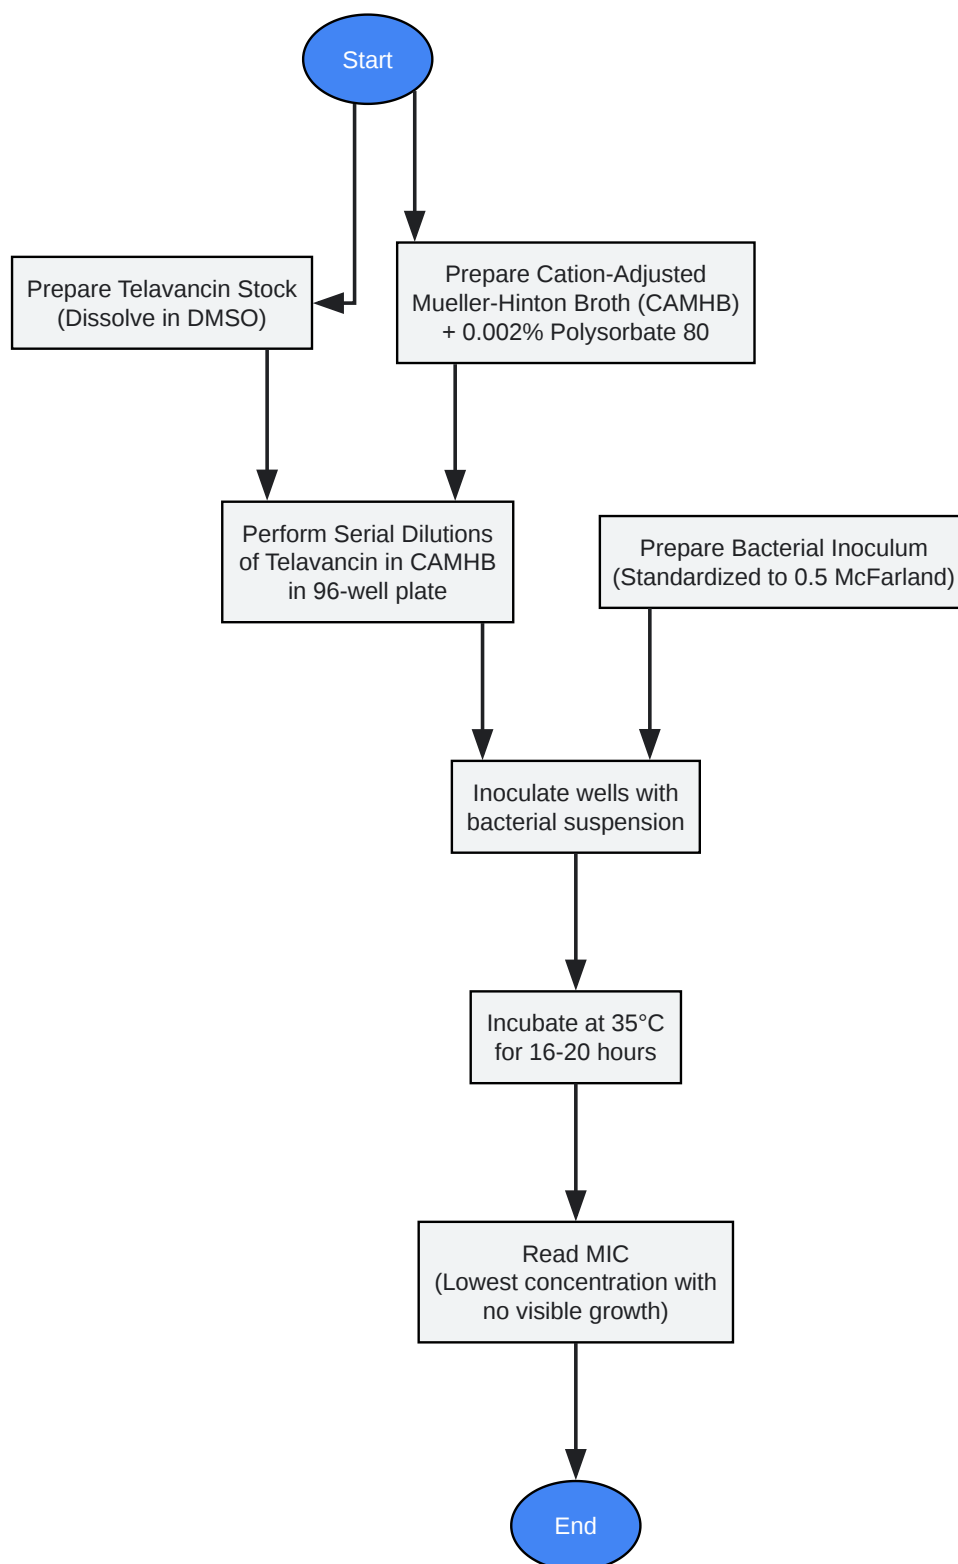 Start
Prepare Telavancin Stock
(Dissolve in DMSO)
Prepare Cation-Adjusted
Mueller-Hinton Broth (CAMHB)
+ 0.002% Polysorbate 80
Perform Serial Dilutions
of Telavancin in CAMHB
in 96-well plate
Prepare Bacterial Inoculum
(Standardized to 0.5 McFarland)
Inoculate wells with
bacterial suspension
Incubate at 35°C
for 16-20 hours
Read MIC
(Lowest concentration with
no visible growth)
End